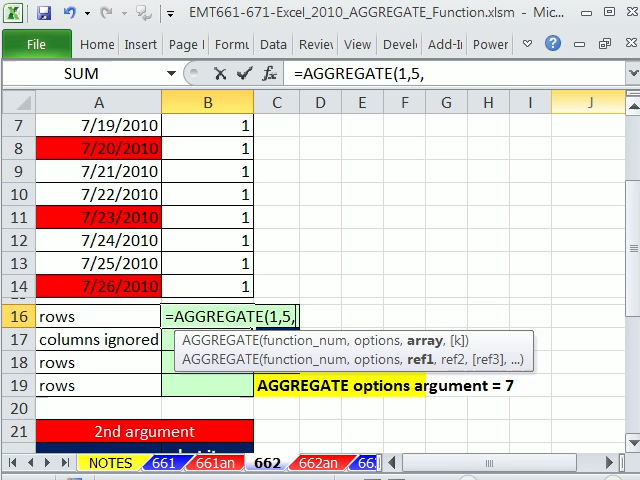 EMT661-671-Excel_2010_AGGREGATE_Function.xlsm - Mic...
File Home Insert Page l Formu Data Reviev Develo Add-I Power
SUM =AGGREGATE(1,5,
A B C D E F G H I J
7 7/19/2010 1
8 7/20/2010 1
9 7/21/2010 1
10 7/22/2010 1
11 7/23/2010 1
12 7/24/2010 1
13 7/25/2010 1
14 7/26/2010 1
16 rows =AGGREGATE(1,5,
17 columns ignored
AGGREGATE(function_num, options, array, [k])
18 rows
AGGREGATE(function_num, options, ref1, ref2, [ref3], ...)
19 rows AGGREGATE options argument = 7
20
21 2nd argument
NOTES 661 661an 662 662an 66